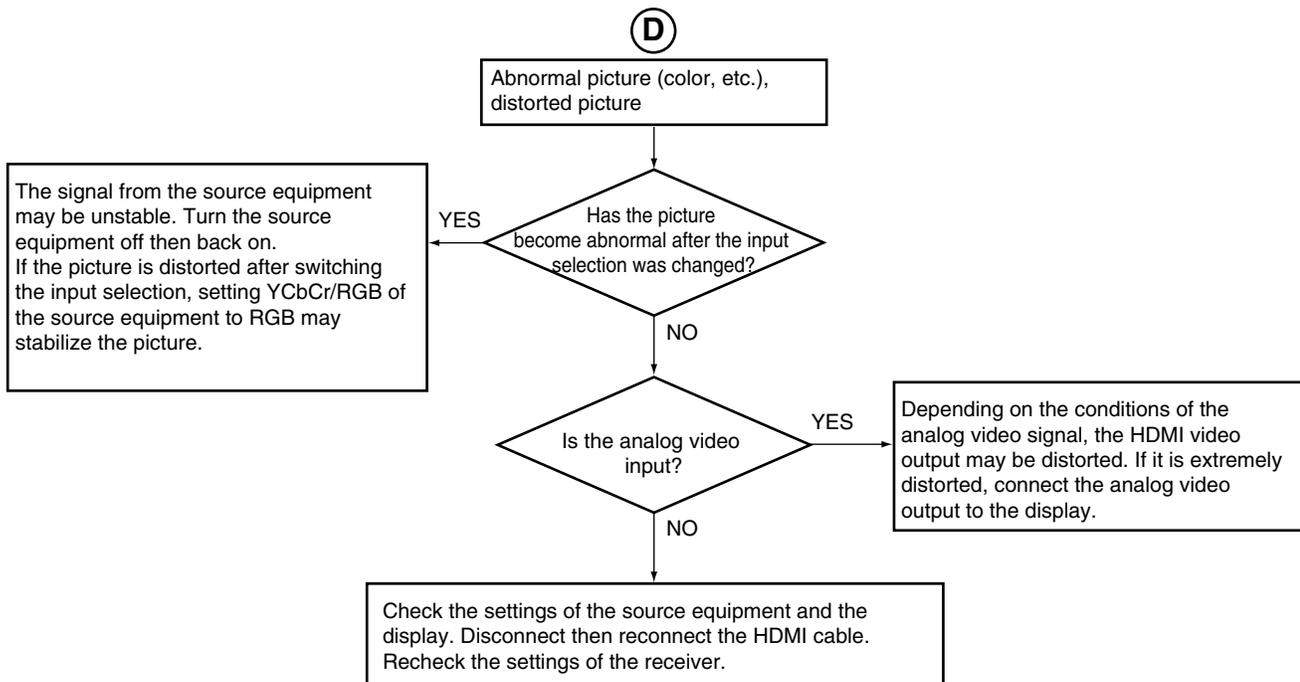 D
Abnormal picture (color, etc.),
distorted picture
Has the picture
become abnormal after the input
selection was changed?
YES
The signal from the source equipment
may be unstable. Turn the source
equipment off then back on.
If the picture is distorted after switching
the input selection, setting YCbCr/RGB of
the source equipment to RGB may
stabilize the picture.
NO
Is the analog video
input?
YES
Depending on the conditions of the
analog video signal, the HDMI video
output may be distorted. If it is extremely
distorted, connect the analog video
output to the display.
NO
Check the settings of the source equipment and the
display. Disconnect then reconnect the HDMI cable.
Recheck the settings of the receiver.